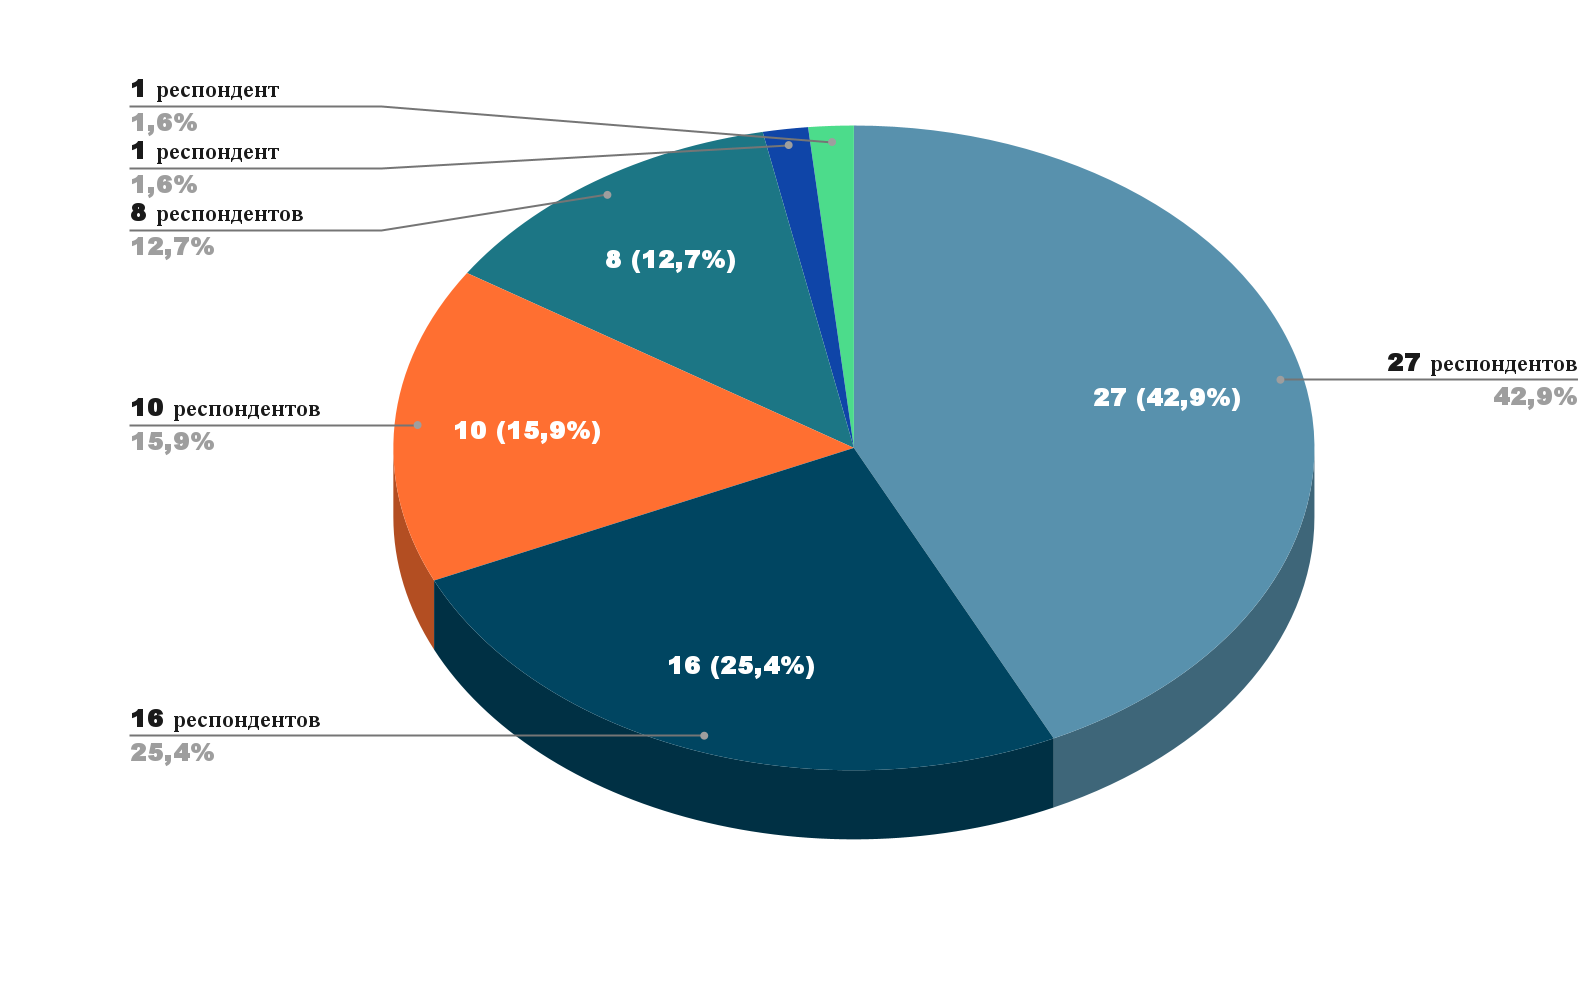 1 респондент
1,6%
1 респондент
1,6%
8 респондентов
12,7%
8 (12,7%)
27 респондентов
42,9%
27 (42,9%)
10 респондентов
15,9%
10 (15,9%)
16 (25,4%)
16 респондентов
25,4%